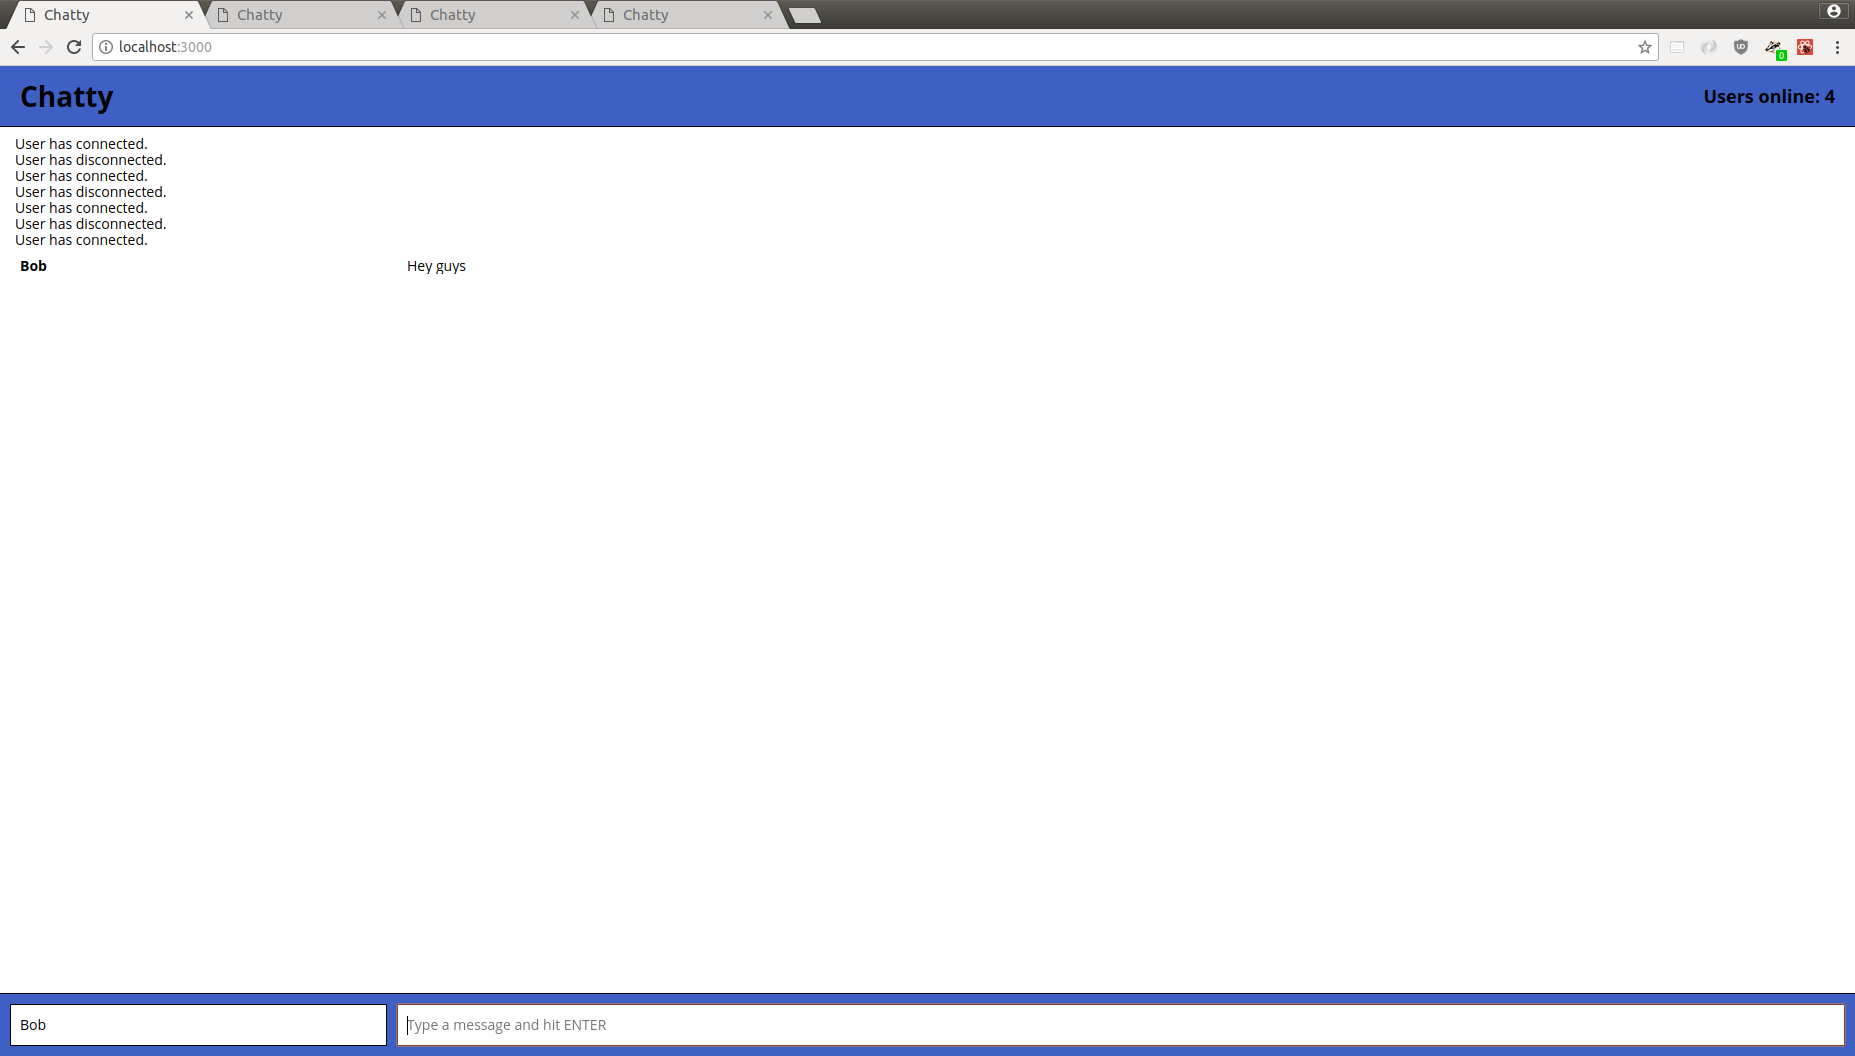 Chatty Chatty Chatty Chatty
localhost:3000
0
Chatty Users online: 4
User has connected.
User has disconnected.
User has connected.
User has disconnected.
User has connected.
User has disconnected.
User has connected.
Bob Hey guys
Bob Type a message and hit ENTER